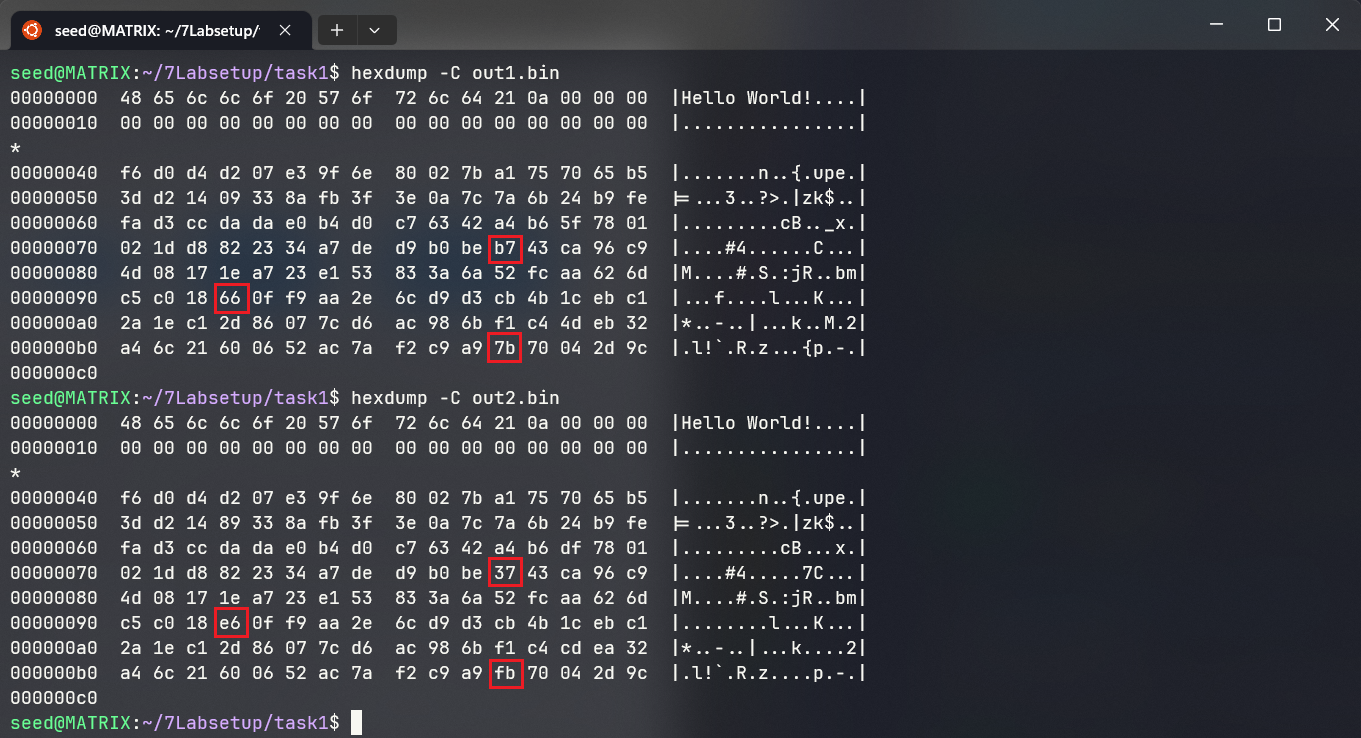 seed@MATRIX: ~/7Labsetup/
seed@MATRIX:~/7Labsetup/task1$ hexdump -C out1.bin
00000000  48 65 6c 6c 6f 20 57 6f  72 6c 64 21 0a 00 00 00  |Hello World!....|
00000010  00 00 00 00 00 00 00 00  00 00 00 00 00 00 00 00  |................|
*
00000040  f6 d0 d4 d2 07 e3 9f 6e  80 02 7b a1 75 70 65 b5  |.......n..{.upe.|
00000050  3d d2 14 09 33 8a fb 3f  3e 0a 7c 7a 6b 24 b9 fe  |=...3..?>.|zk$..|
00000060  fa d3 cc da da e0 b4 d0  c7 63 42 a4 b6 5f 78 01  |.........cB.._x.|
00000070  02 1d d8 82 23 34 a7 de  d9 b0 be b7 43 ca 96 c9  |....#4......C...|
00000080  4d 08 17 1e a7 23 e1 53  83 3a 6a 52 fc aa 62 6d  |M....#.S.:jR..bm|
00000090  c5 c0 18 66 0f f9 aa 2e  6c d9 d3 cb 4b 1c eb c1  |...f....l...K...|
000000a0  2a 1e c1 2d 86 07 7c d6  ac 98 6b f1 c4 4d eb 32  |*..-..|...k..M.2|
000000b0  a4 6c 21 60 06 52 ac 7a  f2 c9 a9 7b 70 04 2d 9c  |.l!`.R.z...{p.-.|
000000c0
seed@MATRIX:~/7Labsetup/task1$ hexdump -C out2.bin
00000000  48 65 6c 6c 6f 20 57 6f  72 6c 64 21 0a 00 00 00  |Hello World!....|
00000010  00 00 00 00 00 00 00 00  00 00 00 00 00 00 00 00  |................|
*
00000040  f6 d0 d4 d2 07 e3 9f 6e  80 02 7b a1 75 70 65 b5  |.......n..{.upe.|
00000050  3d d2 14 89 33 8a fb 3f  3e 0a 7c 7a 6b 24 b9 fe  |=...3..?>.|zk$..|
00000060  fa d3 cc da da e0 b4 d0  c7 63 42 a4 b6 df 78 01  |.........cB...x.|
00000070  02 1d d8 82 23 34 a7 de  d9 b0 be 37 43 ca 96 c9  |....#4.....7C...|
00000080  4d 08 17 1e a7 23 e1 53  83 3a 6a 52 fc aa 62 6d  |M....#.S.:jR..bm|
00000090  c5 c0 18 e6 0f f9 aa 2e  6c d9 d3 cb 4b 1c eb c1  |........l...K...|
000000a0  2a 1e c1 2d 86 07 7c d6  ac 98 6b f1 c4 cd ea 32  |*..-..|...k....2|
000000b0  a4 6c 21 60 06 52 ac 7a  f2 c9 a9 fb 70 04 2d 9c  |.l!`.R.z....p.-.|
000000c0
seed@MATRIX:~/7Labsetup/task1$